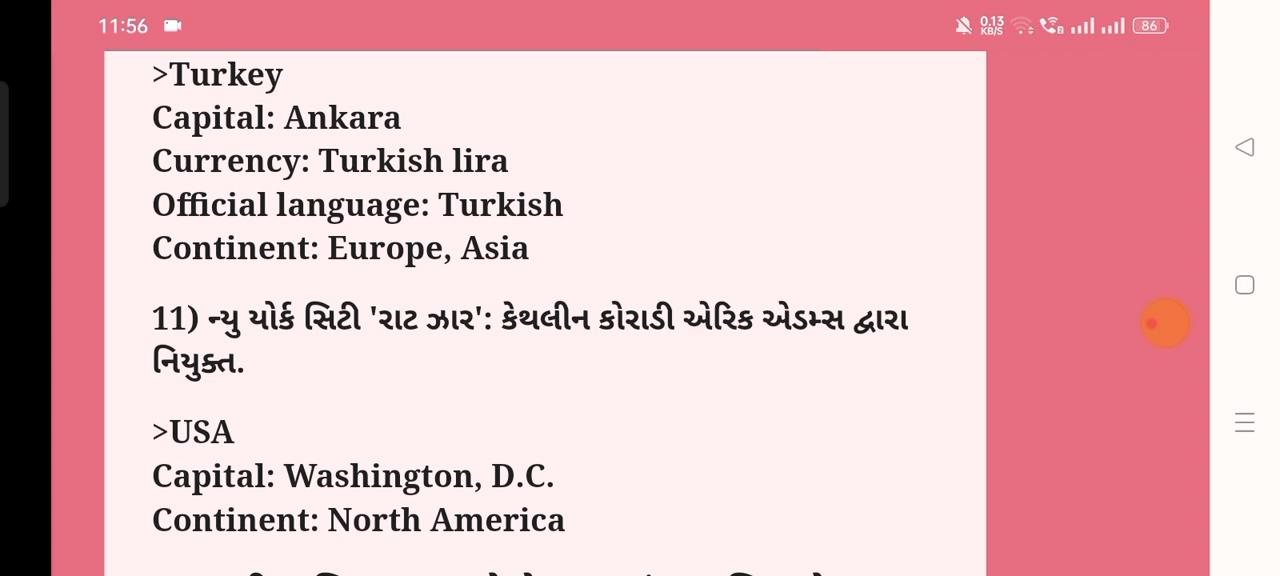 11:56
0.13
KB/S
86
>Turkey
Capital: Ankara
Currency: Turkish lira
Official language: Turkish
Continent: Europe, Asia
11) ન્યુ યોર્ક સિટી 'રાટ ઝાર': કેથલીન કોરાડી એરિક એડમ્સ દ્વારા
નિયુક્ત.
>USA
Capital: Washington, D.C.
Continent: North America